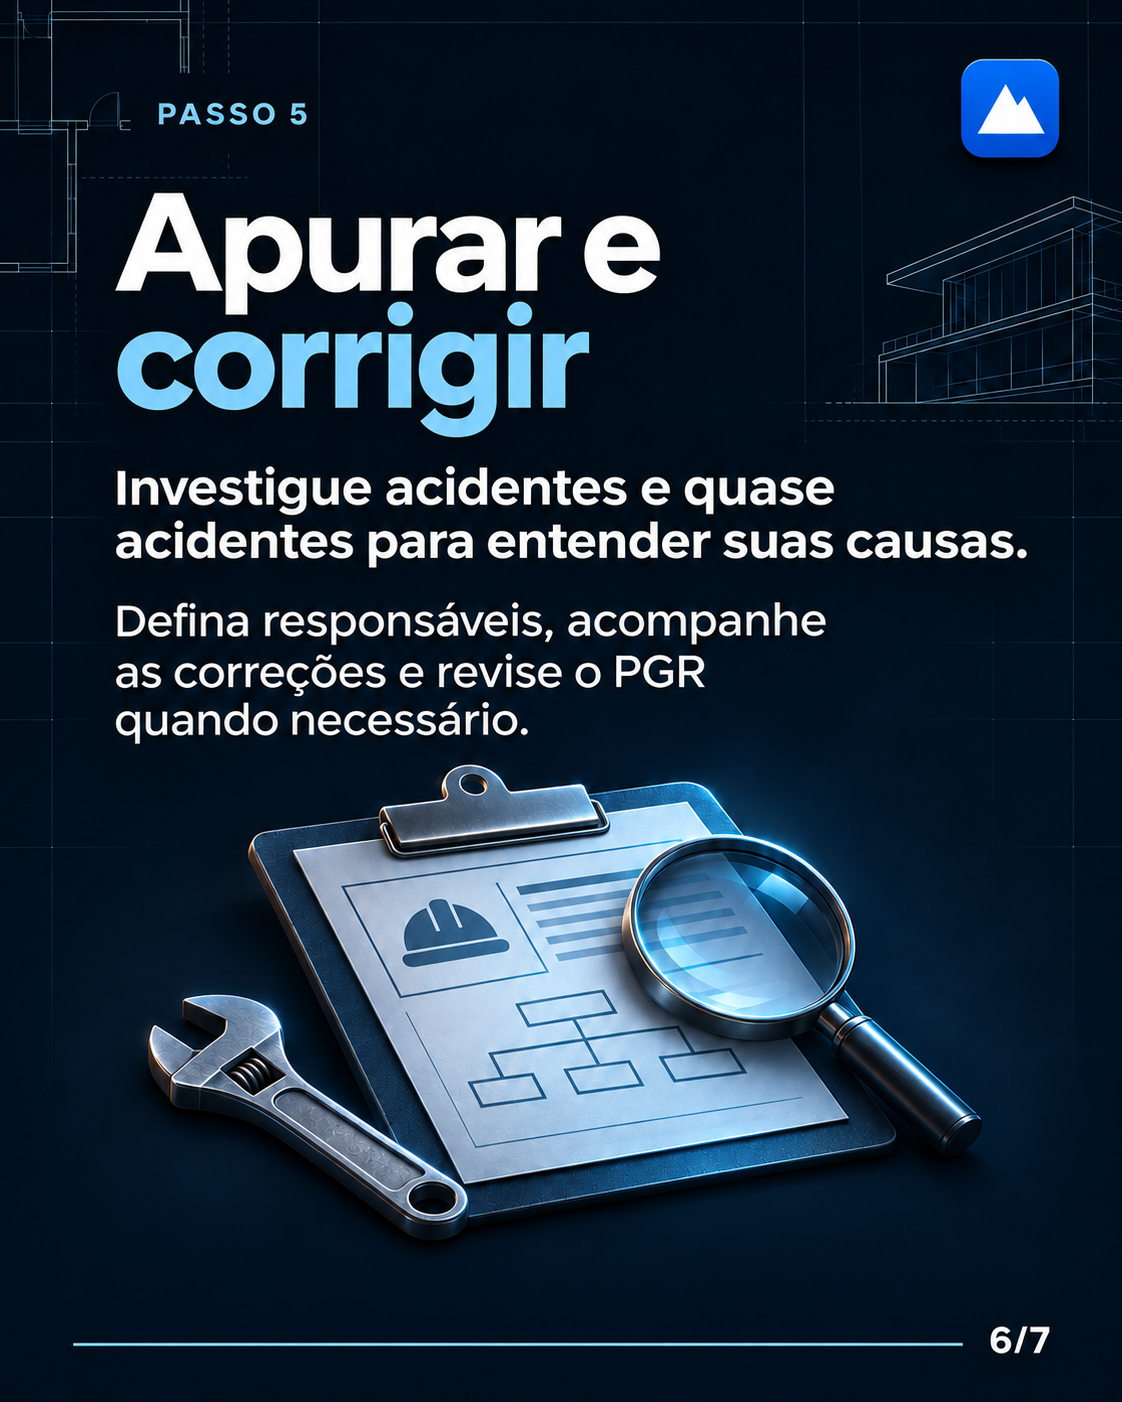 PASSO 5
Apurar e
corrigir
Investigue acidentes e quase
acidentes para entender suas causas.
Defina responsáveis, acompanhe
as correções e revise o PGR
quando necessário.
6/7